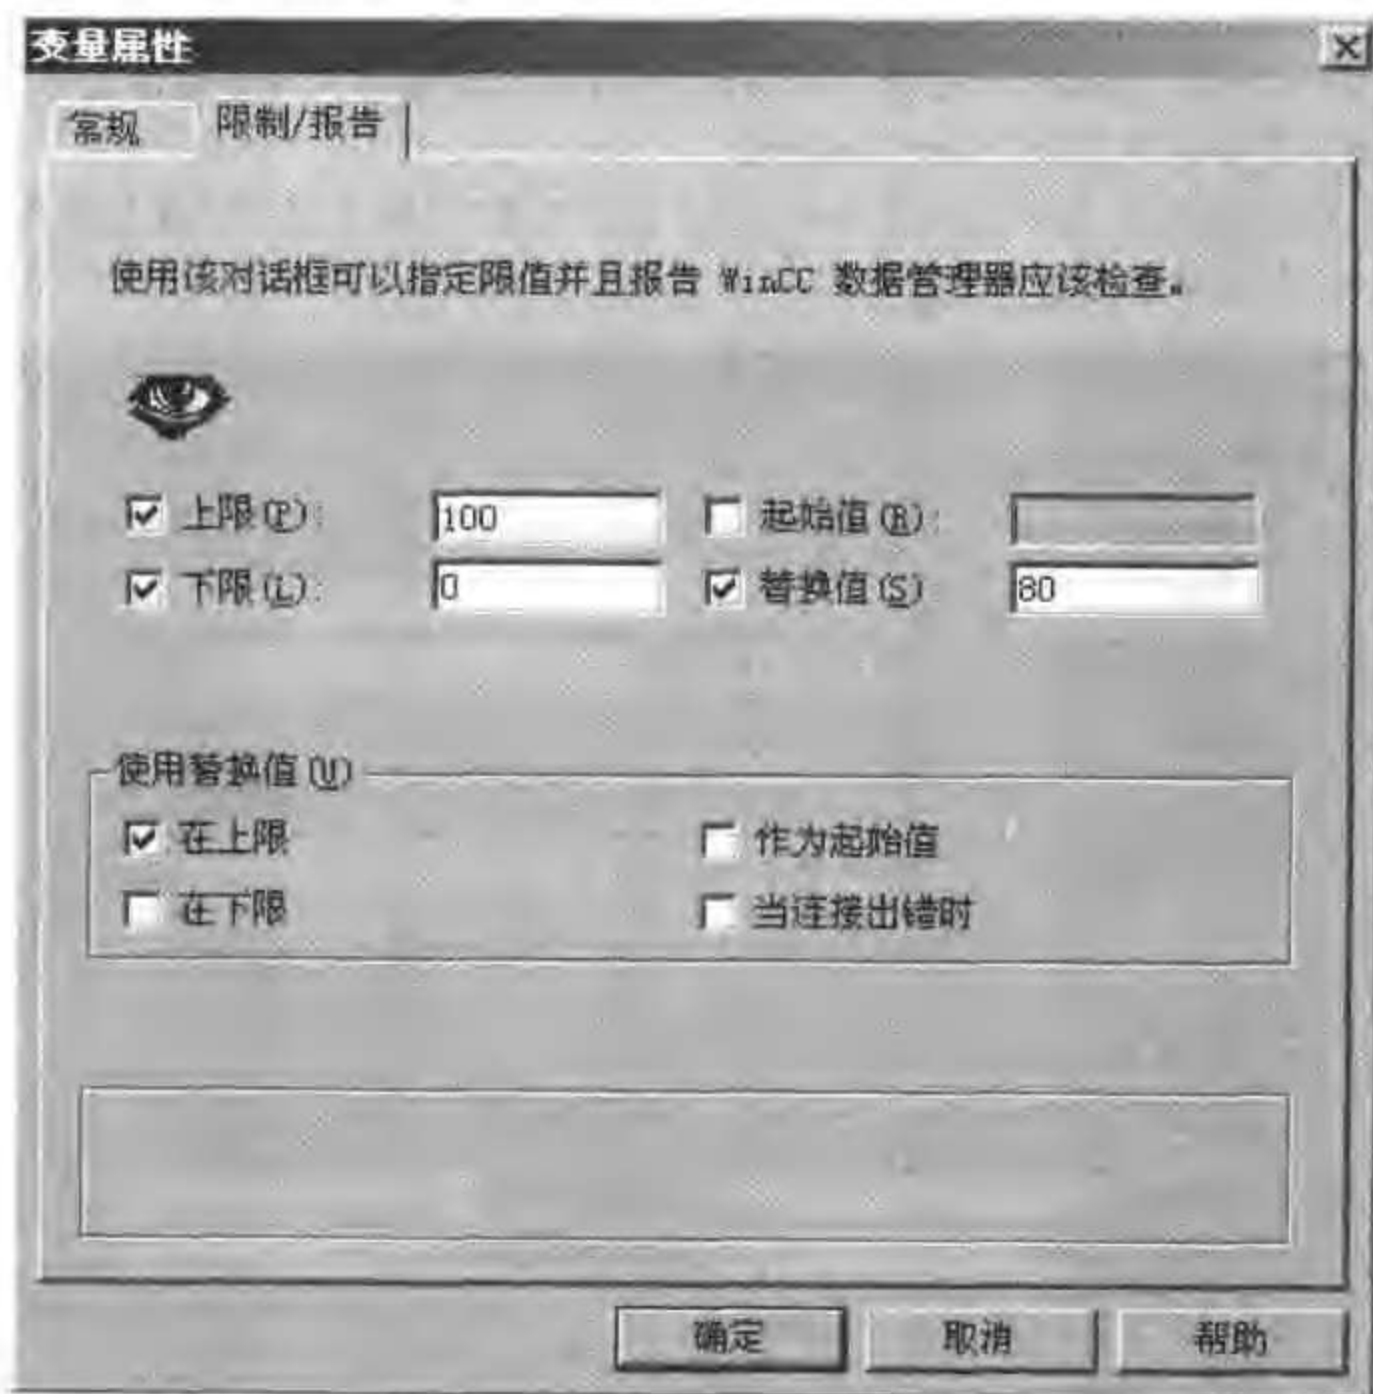 变量属性
常规 限制/报告
使用该对话框可以指定限值并且报告 WinCC 数据管理器应该检查。
上限(P): 100 起始值(R):
下限(L): 0 替换值(S) 80
使用替换值(U)
在上限 作为起始值
在下限 当连接出错时
确定 取消 帮助